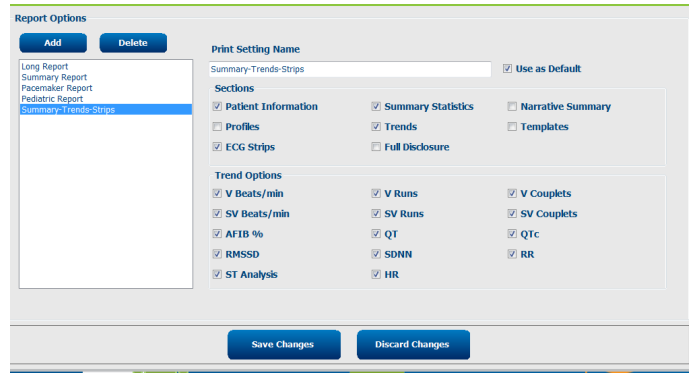 Report Options
Add Delete
Print Setting Name
Long Report
Summary Report
Pacemaker Report
Pediatric Report
Summary-Trends-Strips
Summary-Trends-Strips Use as Default
Sections
Patient Information Summary Statistics Narrative Summary
Profiles Trends Templates
ECG Strips Full Disclosure
Trend Options
V Beats/min V Runs V Couplets
SV Beats/min SV Runs SV Couplets
AFIB % QT QTc
RMSSD SDNN RR
ST Analysis HR
Save Changes Discard Changes